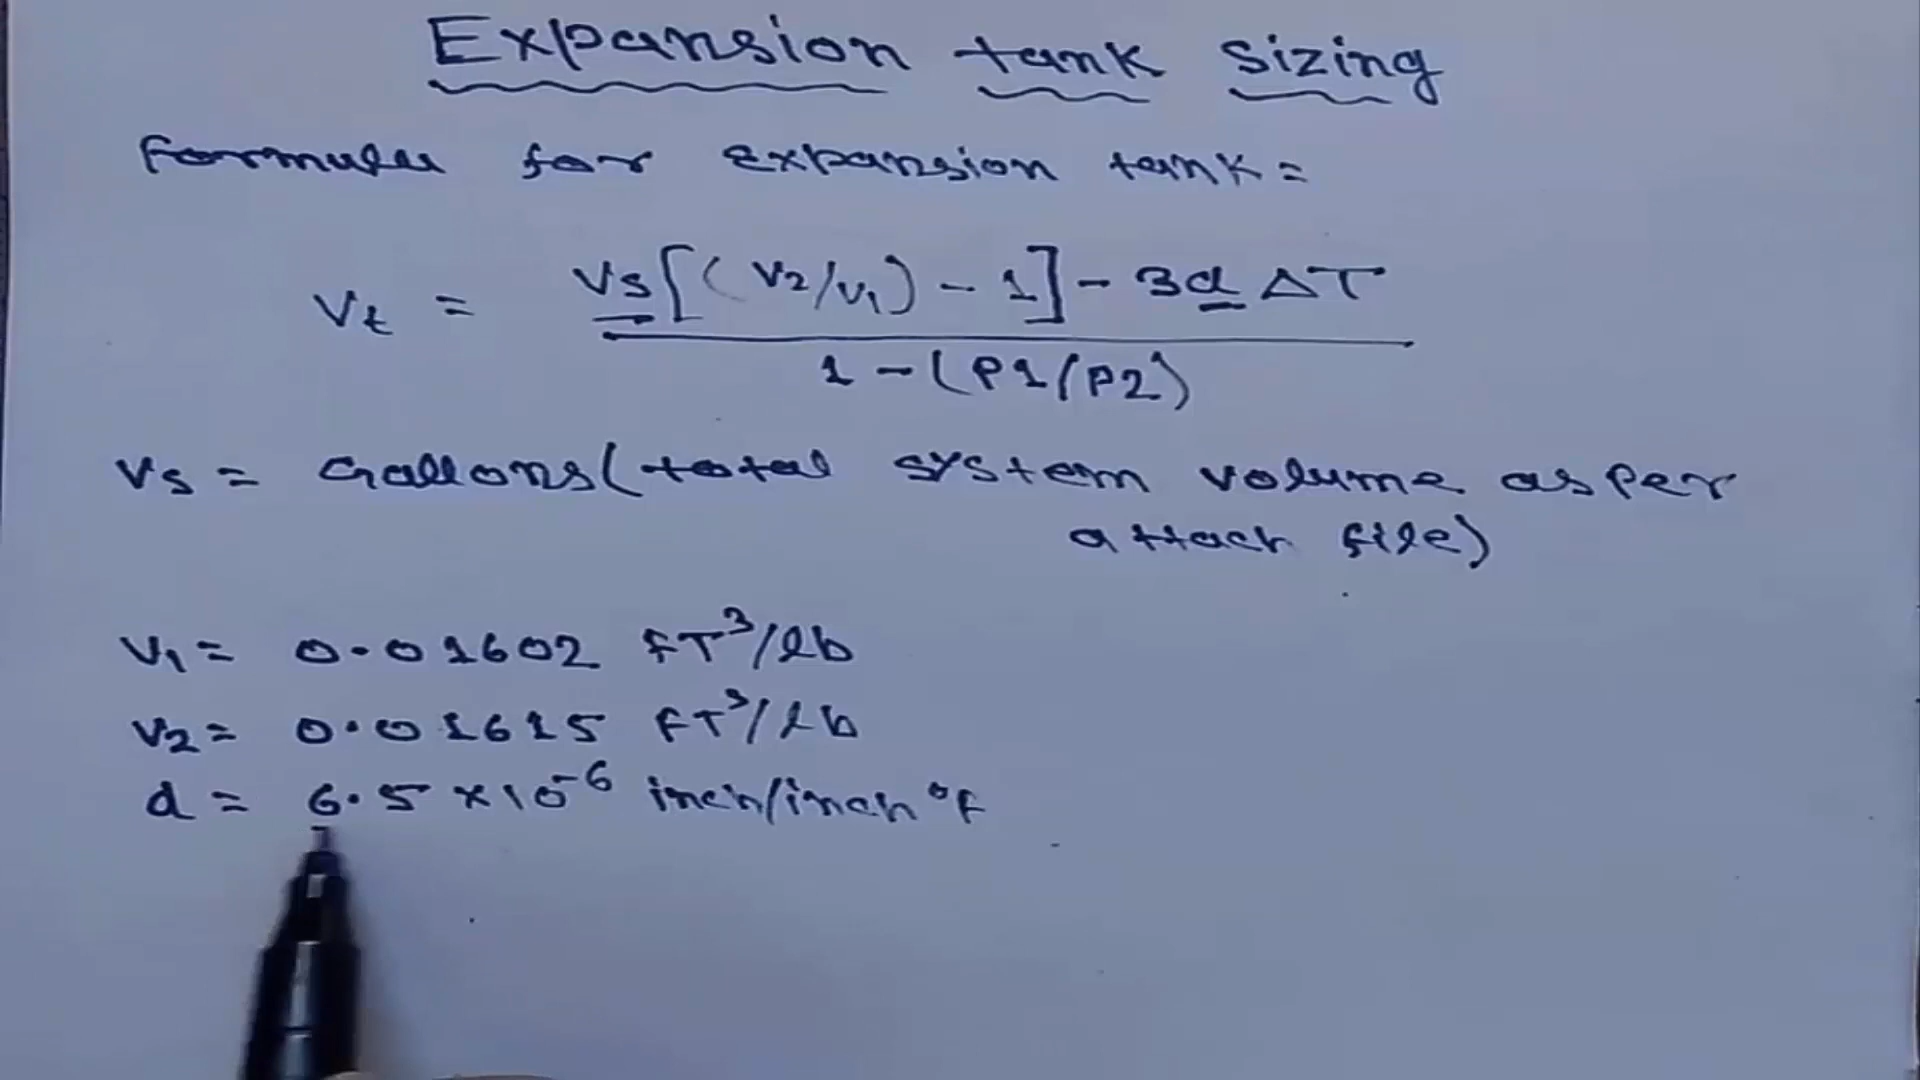 Expansion tank sizing
formula for expansion tank =
Vt = Vs[(V2/V1) - 1] - 3α ΔT
1 - (P1/P2)
Vs = Gallons (total system volume as per
attach file)
V1 = 0.01602 FT³/lb
V2 = 0.01615 FT³/lb
α = 6.5 × 10⁻⁶ inch/inch °F